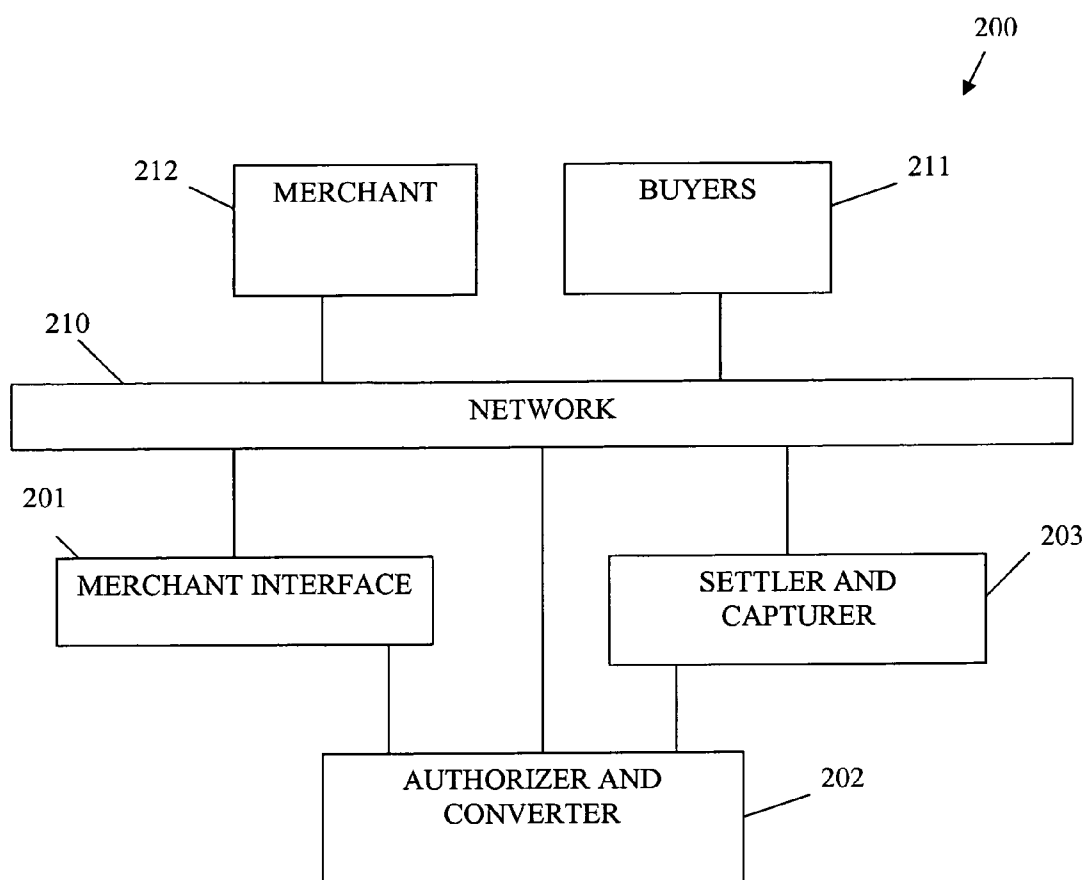 200
212
MERCHANT
BUYERS
211
210
NETWORK
201
MERCHANT INTERFACE
SETTLER AND
CAPTURER
203
AUTHORIZER AND
CONVERTER
202